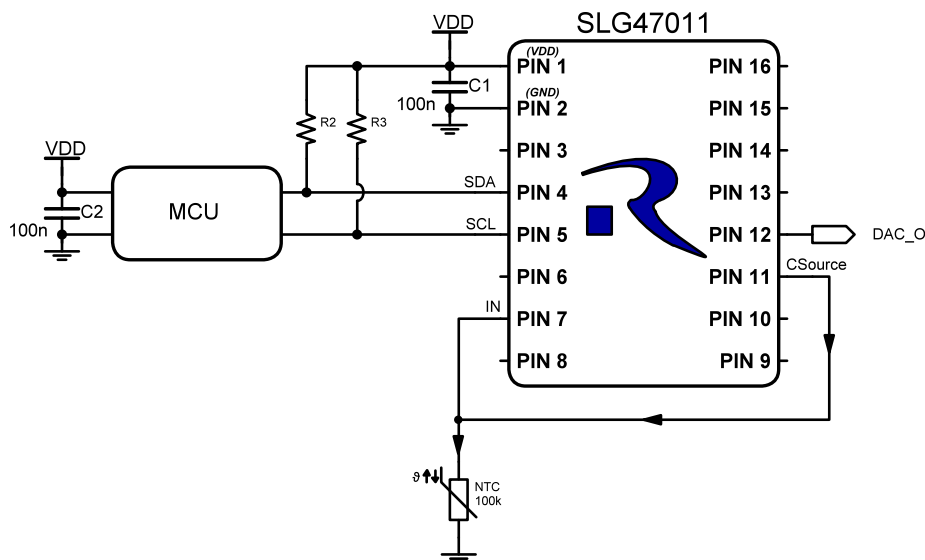 SLG47011
VDD
(VDD)
PIN 1
PIN 16
C1
100n
(GND)
PIN 2
PIN 15
R2
R3
PIN 3
PIN 14
VDD
SDA
PIN 4
PIN 13
MCU
C2
100n
SCL
PIN 5
PIN 12
DAC_O
CSource
PIN 6
PIN 11
IN
PIN 7
PIN 10
PIN 8
PIN 9
ϑ
NTC
100k